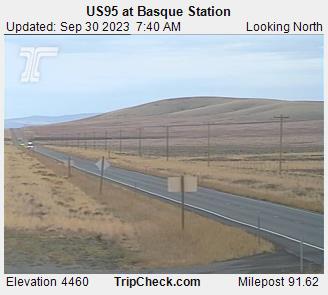 US95 at Basque Station
Updated: Sep 30 2023 7:40 AM Looking North
Elevation 4460 TripCheck.com Milepost 91.62